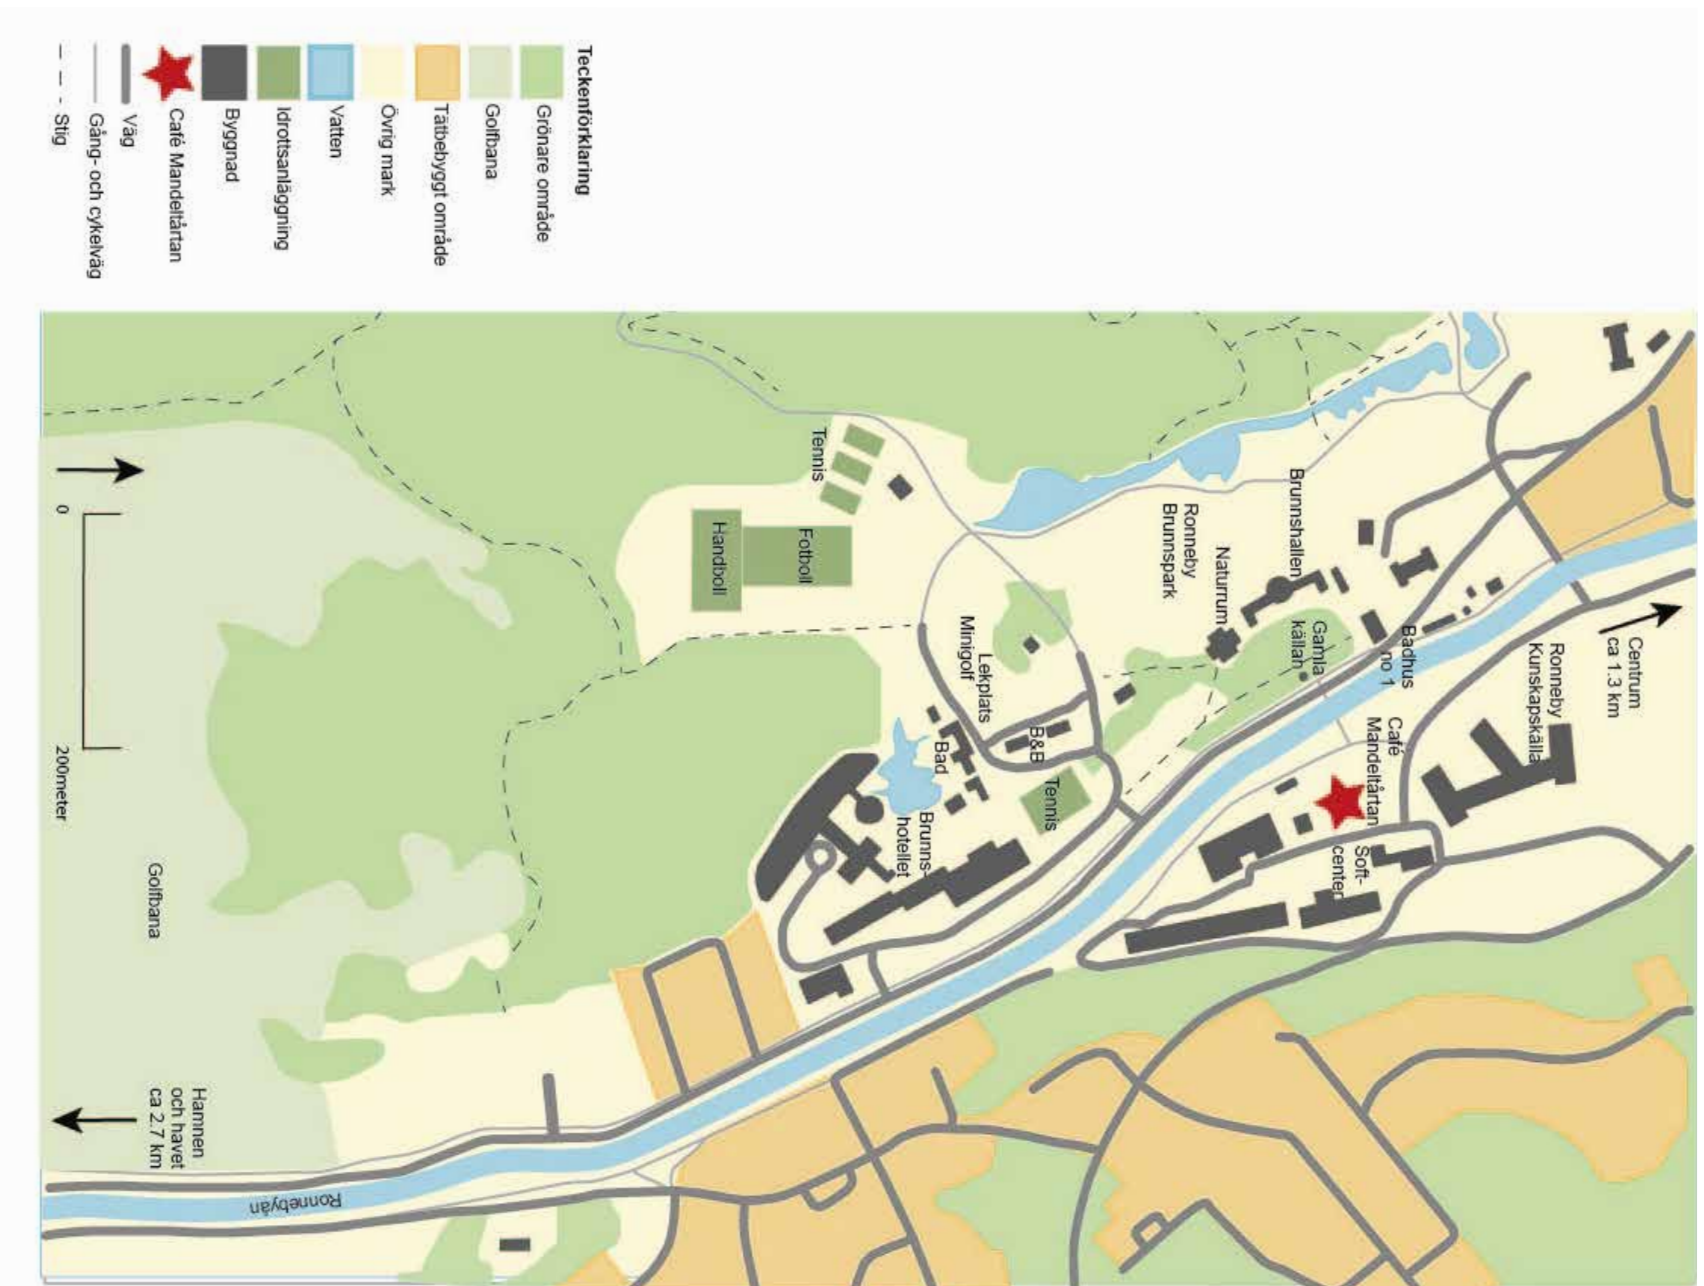 Teckenförklaring
Grönare område
Golfbana
Tätbebyggt område
Övrig mark
Vatten
Idrottsanläggning
Byggnad
Café Mandeltårtan
Väg
Gång- och cykelväg
Stig
Centrum
ca 1.3 km
Ronneby
Kunskapskälla
Badhus
no 1
Café
Mandeltårtan
Soft-
center
Brunnshallen
Gamla
källan
Naturrum
Ronneby
Brunnspark
Tennis
B&B
Lekplats
Minigolf
Bad
Brunns-
hotellet
Tennis
Fotboll
Handboll
Golfbana
Hamnen
och havet
ca 2.7 km
Ronnebyån
0
200meter